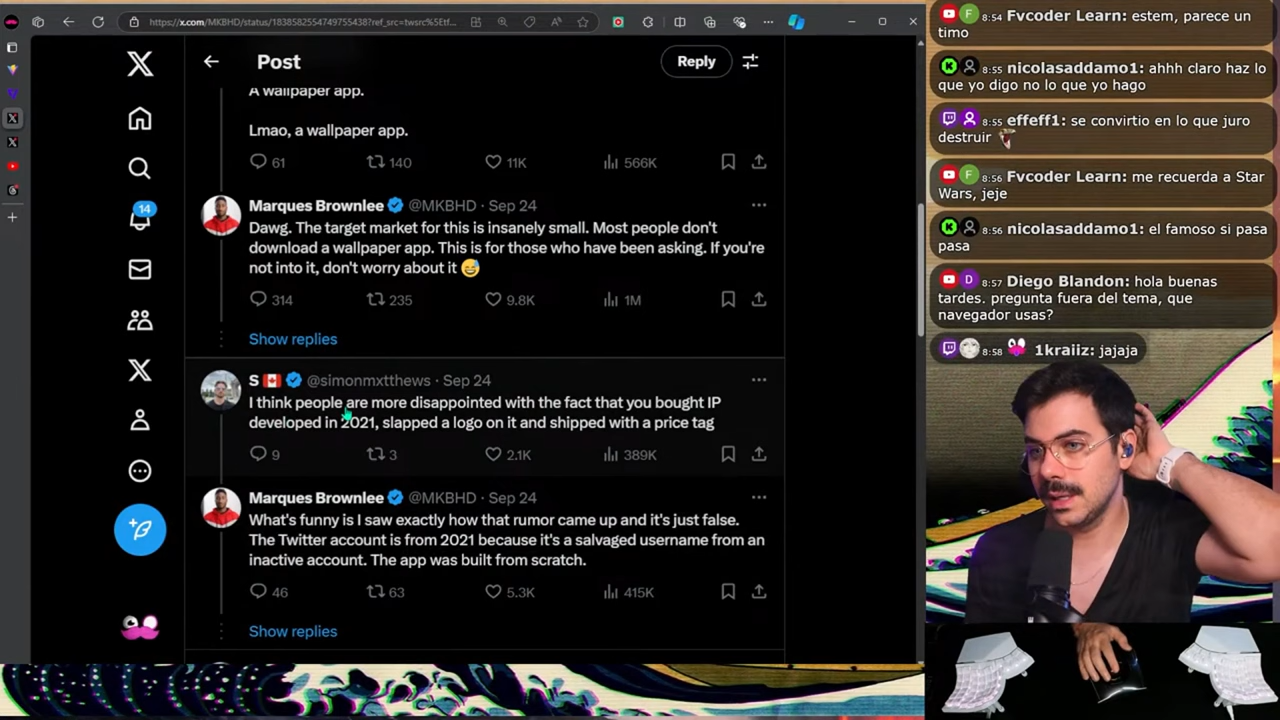 https://x.com/MKBHD/status/1838582554749755438?ref_src=twsrc%5Etf...
Post
Reply
14
A wallpaper app.
Lmao, a wallpaper app.
61 140 11K 566K
Marques Brownlee @MKBHD · Sep 24
Dawg. The target market for this is insanely small. Most people don't
download a wallpaper app. This is for those who have been asking. If you're
not into it, don't worry about it 😅
314 235 9.8K 1M
Show replies
S 🇨🇦 @simonmxtthews · Sep 24
I think people are more disappointed with the fact that you bought IP
developed in 2021, slapped a logo on it and shipped with a price tag
9 3 2.1K 389K
Marques Brownlee @MKBHD · Sep 24
What's funny is I saw exactly how that rumor came up and it's just false.
The Twitter account is from 2021 because it's a salvaged username from an
inactive account. The app was built from scratch.
46 63 5.3K 415K
Show replies
F 8:54 Fvcoder Learn: estem, parece un
timo
8:55 nicolasaddamo1: ahhh claro haz lo
que yo digo no lo que yo hago
8:55 effeff1: se convirtio en lo que juro
destruir
F 8:56 Fvcoder Learn: me recuerda a Star
Wars, jeje
8:56 nicolasaddamo1: el famoso si pasa
pasa
D 8:57 Diego Blandon: hola buenas
tardes. pregunta fuera del tema, que
navegador usas?
8:58 1kraiiz: jajaja